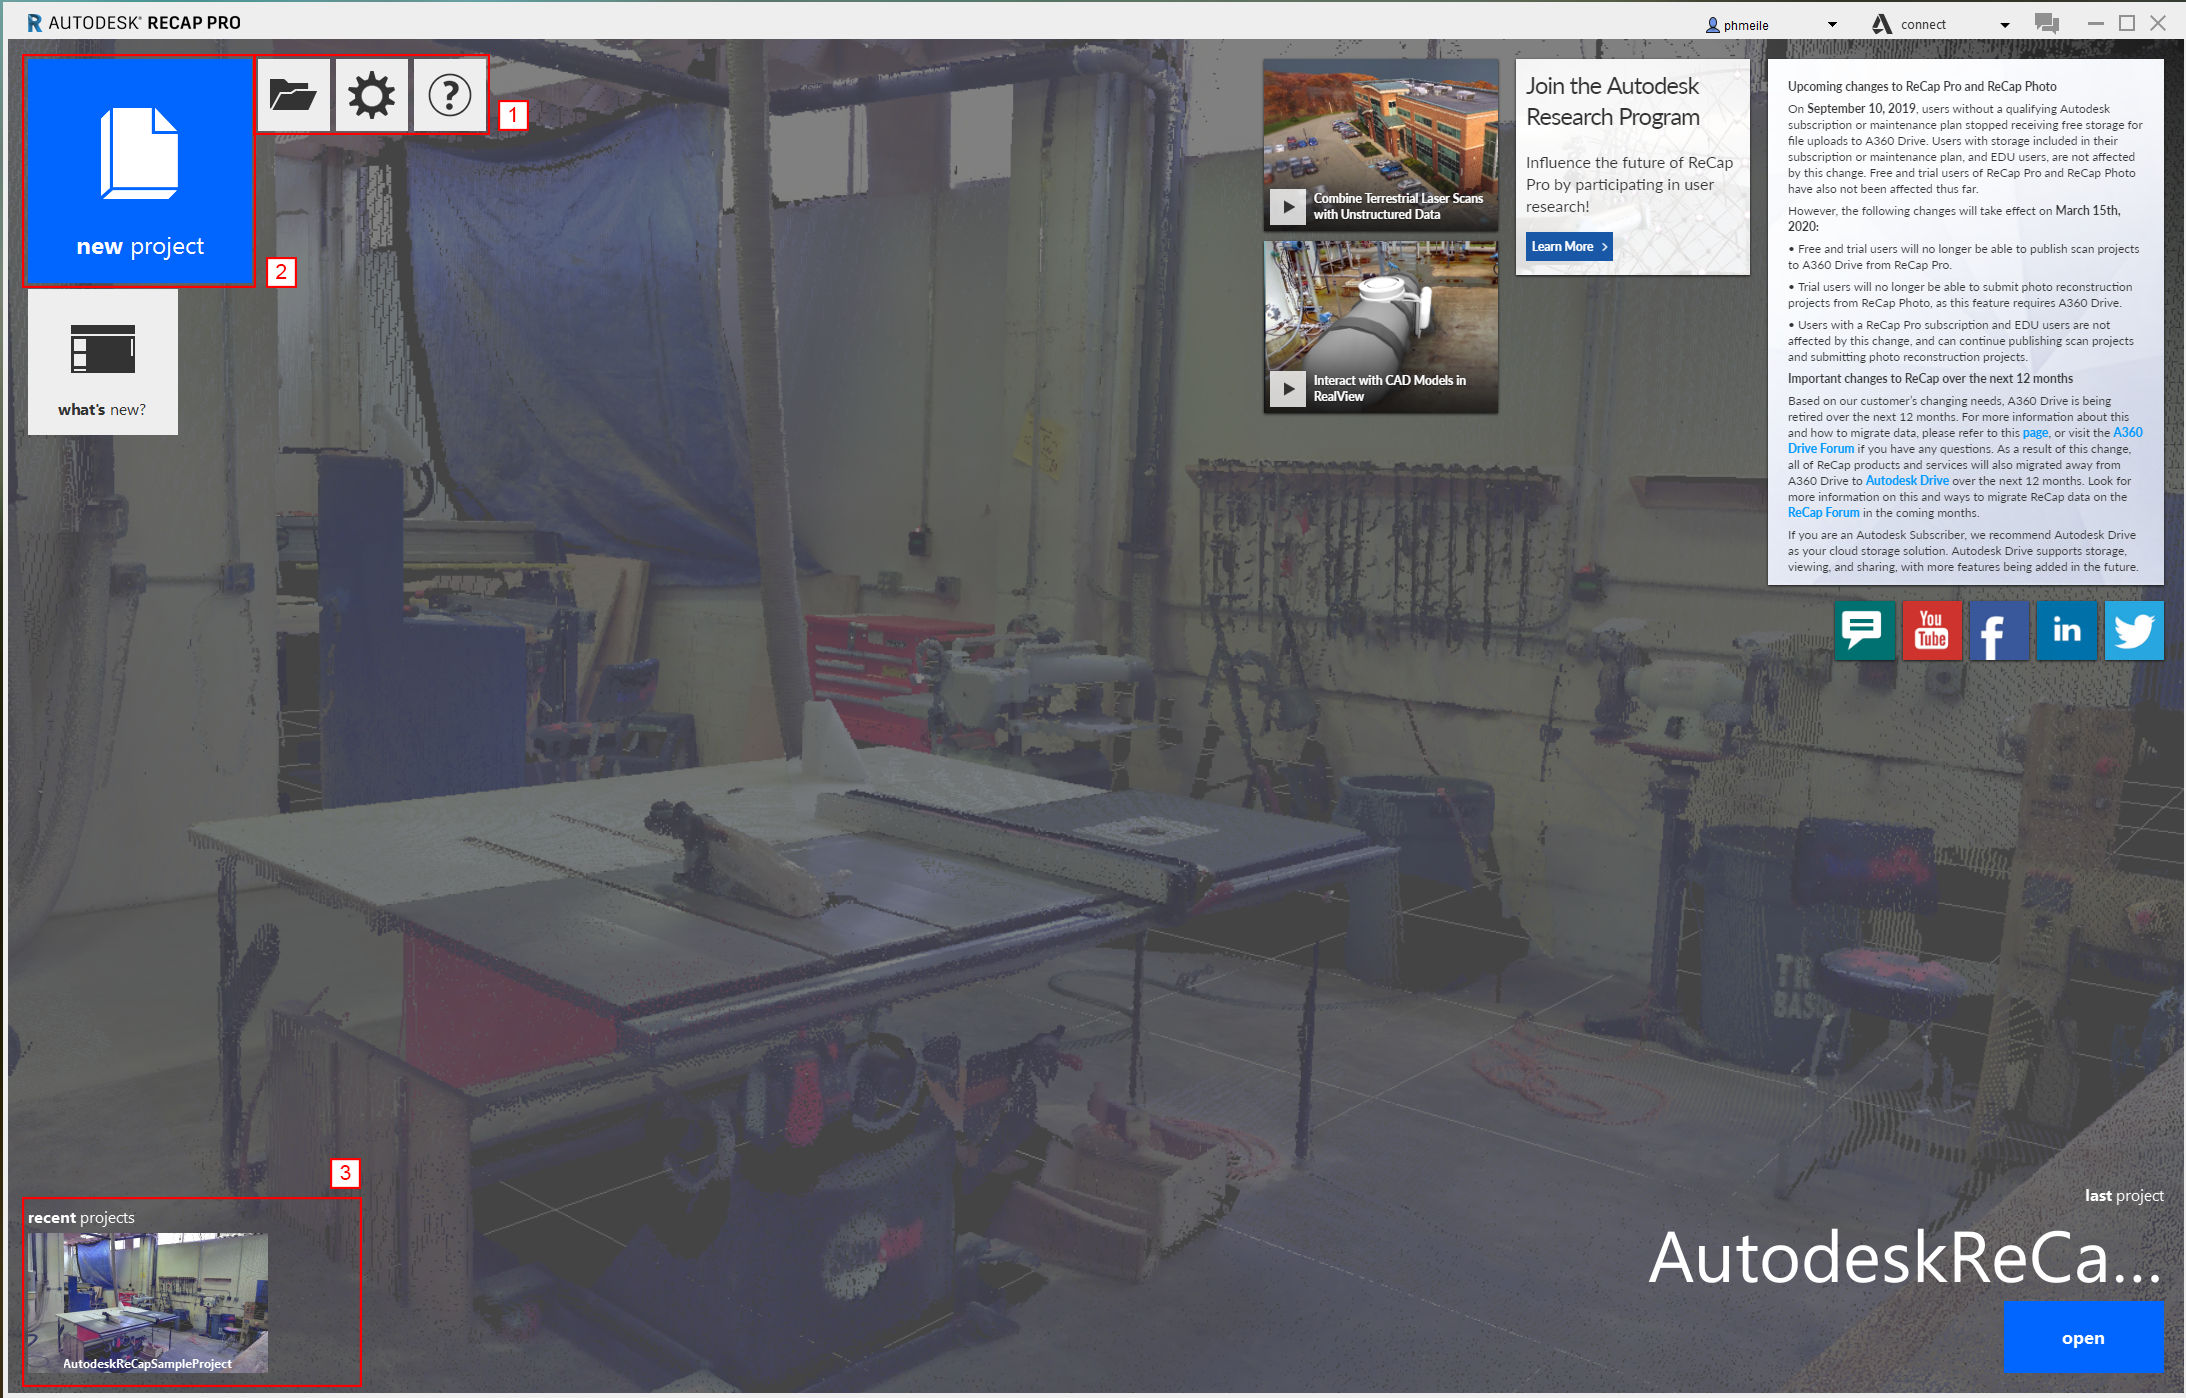 AUTODESK® RECAP PRO
phmeile
connect
1
new project
2
what's new?
Combine Terrestrial Laser Scans
with Unstructured Data
Interact with CAD Models in
RealView
Join the Autodesk
Research Program
Influence the future of ReCap
Pro by participating in user
research!
Learn More
Upcoming changes to ReCap Pro and ReCap Photo
On September 10, 2019, users without a qualifying Autodesk
subscription or maintenance plan stopped receiving free storage for
file uploads to A360 Drive. Users with storage included in their
subscription or maintenance plan, and EDU users, are not affected
by this change. Free and trial users of ReCap Pro and ReCap Photo
have also not been affected thus far.
However, the following changes will take effect on March 15th,
2020:
• Free and trial users will no longer be able to publish scan projects
to A360 Drive from ReCap Pro.
• Trial users will no longer be able to submit photo reconstruction
projects from ReCap Photo, as this feature requires A360 Drive.
• Users with a ReCap Pro subscription and EDU users are not
affected by this change, and can continue publishing scan projects
and submitting photo reconstruction projects.
Important changes to ReCap over the next 12 months
Based on our customer's changing needs, A360 Drive is being
retired over the next 12 months. For more information about this
and how to migrate data, please refer to this page, or visit the A360
Drive Forum if you have any questions. As a result of this change,
all of ReCap products and services will also migrated away from
A360 Drive to Autodesk Drive over the next 12 months. Look for
more information on this and ways to migrate ReCap data on the
ReCap Forum in the coming months.
If you are an Autodesk Subscriber, we recommend Autodesk Drive
as your cloud storage solution. Autodesk Drive supports storage,
viewing, and sharing, with more features being added in the future.
You
Tube
f
in
3
recent projects
AutodeskReCapSampleProject
last project
AutodeskReCa...
open